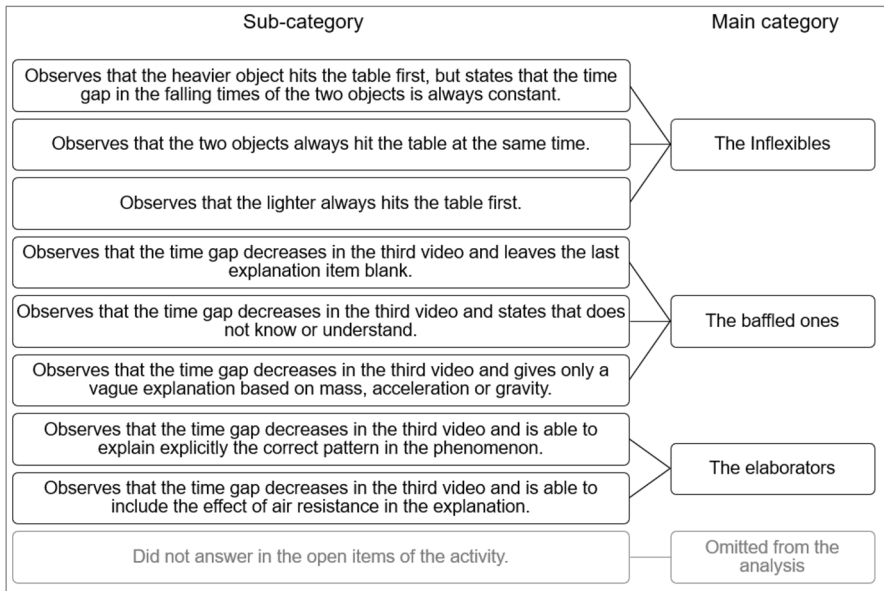 Sub-category
Main category
Observes that the heavier object hits the table first, but states that the time
gap in the falling times of the two objects is always constant.
Observes that the two objects always hit the table at the same time.
The Inflexibles
Observes that the lighter always hits the table first.
Observes that the time gap decreases in the third video and leaves the last
explanation item blank.
Observes that the time gap decreases in the third video and states that does
not know or understand.
The baffled ones
Observes that the time gap decreases in the third video and gives only a
vague explanation based on mass, acceleration or gravity.
Observes that the time gap decreases in the third video and is able to
explain explicitly the correct pattern in the phenomenon.
The elaborators
Observes that the time gap decreases in the third video and is able to
include the effect of air resistance in the explanation.
Did not answer in the open items of the activity.
Omitted from the
analysis